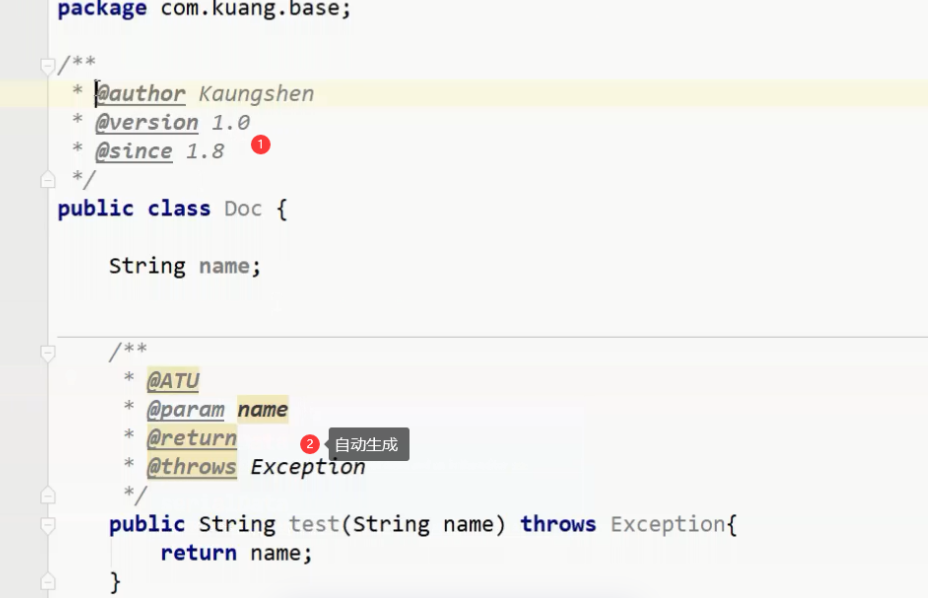 package com.kuang.base;
/**
* @author Kaungshen
* @version 1.0
* @since 1.8
1
*/
public class Doc {
String name;
/**
* @ATU
* @param name
* @return
2 自动生成
* @throws Exception
*/
public String test(String name) throws Exception{
return name;
}